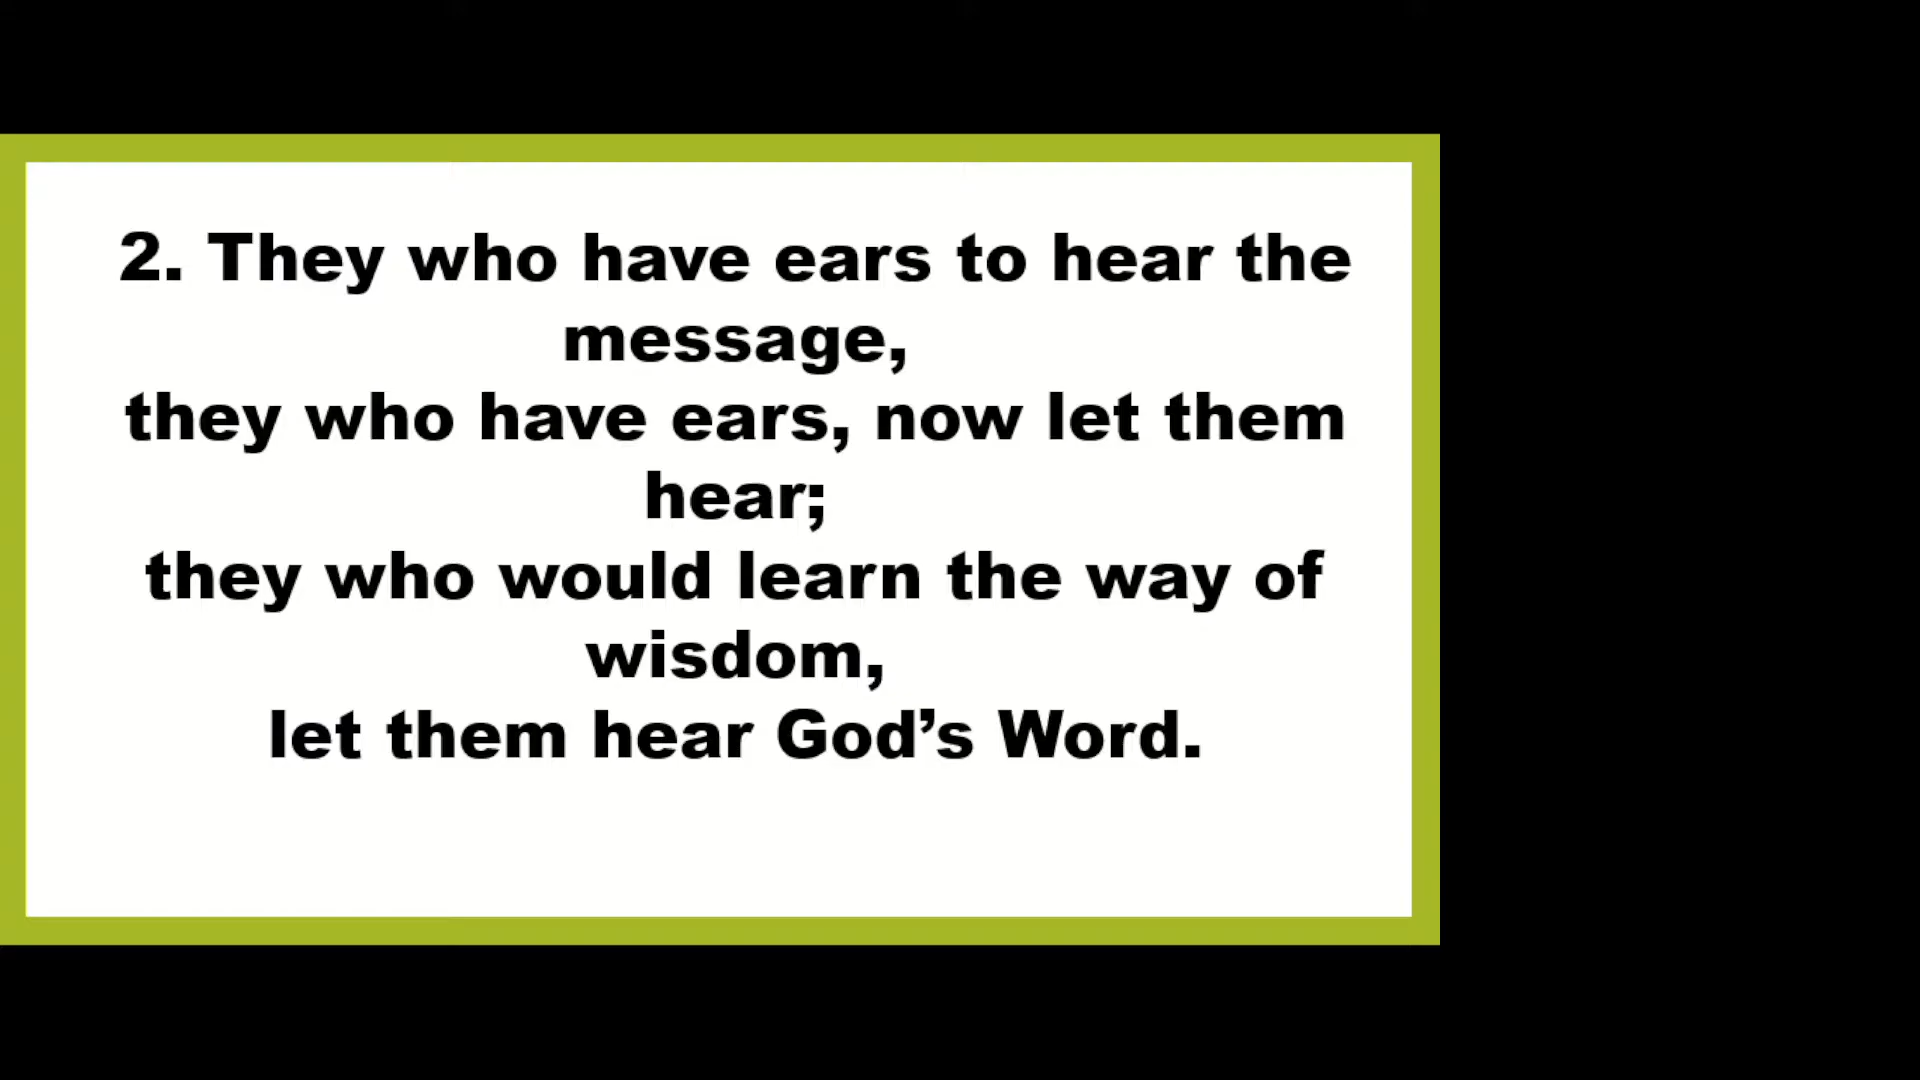 2. They who have ears to hear the
message,
they who have ears, now let them
hear;
they who would learn the way of
wisdom,
let them hear God’s Word.